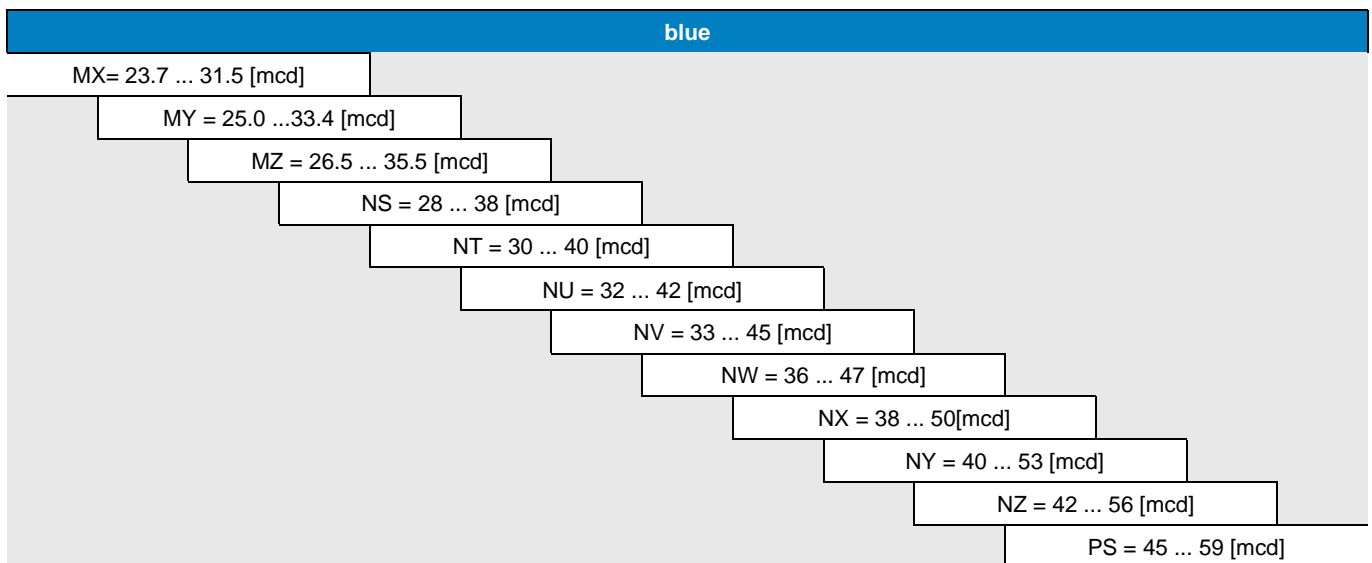 blue
MX= 23.7 ... 31.5 [mcd]
MY = 25.0 ...33.4 [mcd]
MZ = 26.5 ... 35.5 [mcd]
NS = 28 ... 38 [mcd]
NT = 30 ... 40 [mcd]
NU = 32 ... 42 [mcd]
NV = 33 ... 45 [mcd]
NW = 36 ... 47 [mcd]
NX = 38 ... 50[mcd]
NY = 40 ... 53 [mcd]
NZ = 42 ... 56 [mcd]
PS = 45 ... 59 [mcd]